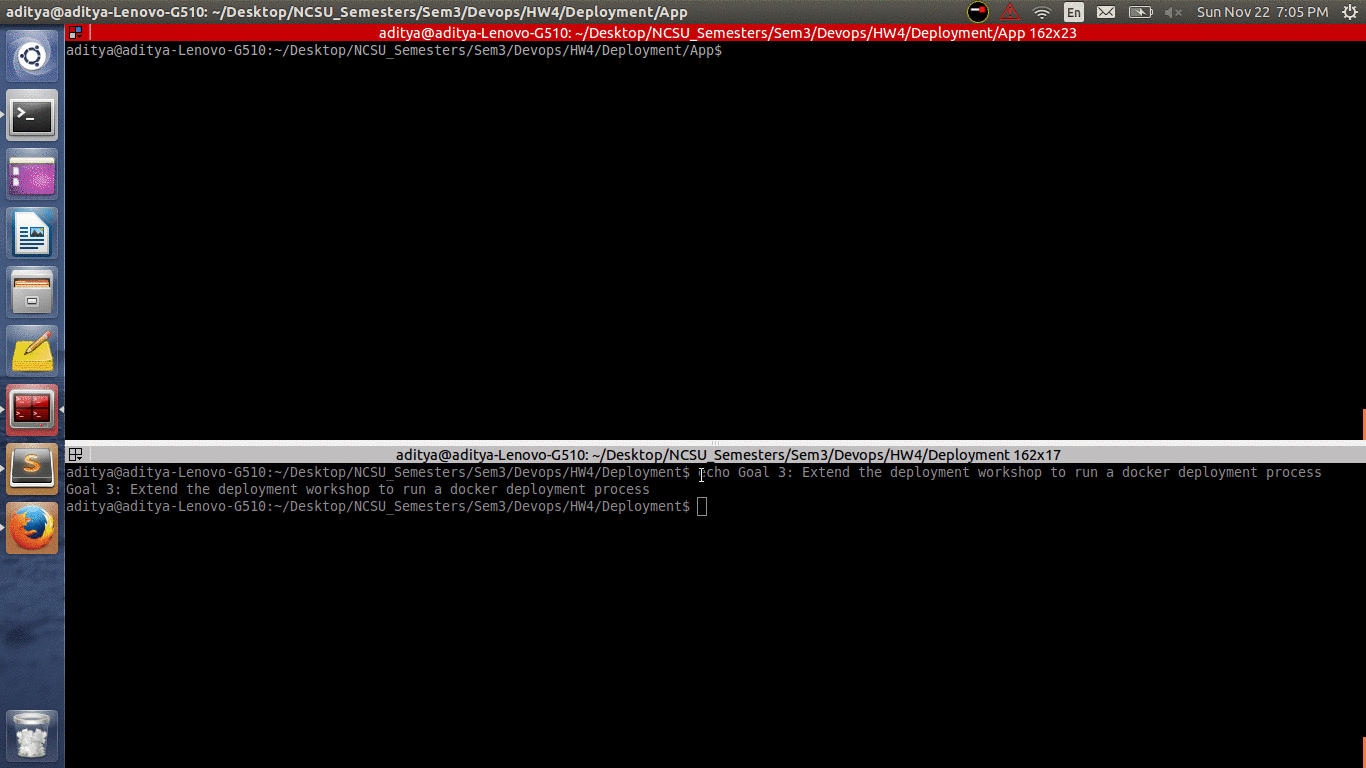 aditya@aditya-Lenovo-G510: ~/Desktop/NCSU_Semesters/Sem3/Devops/HW4/Deployment/App
En
Sun Nov 22 7:05 PM
aditya@aditya-Lenovo-G510: ~/Desktop/NCSU_Semesters/Sem3/Devops/HW4/Deployment/App 162x23
aditya@aditya-Lenovo-G510:~/Desktop/NCSU_Semesters/Sem3/Devops/HW4/Deployment/App$
aditya@aditya-Lenovo-G510: ~/Desktop/NCSU_Semesters/Sem3/Devops/HW4/Deployment 162x17
aditya@aditya-Lenovo-G510:~/Desktop/NCSU_Semesters/Sem3/Devops/HW4/Deployment$ echo Goal 3: Extend the deployment workshop to run a docker deployment process
Goal 3: Extend the deployment workshop to run a docker deployment process
aditya@aditya-Lenovo-G510:~/Desktop/NCSU_Semesters/Sem3/Devops/HW4/Deployment$